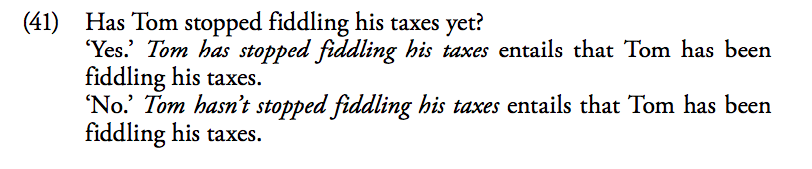 (41) Has Tom stopped fiddling his taxes yet?
‘Yes.’ Tom has stopped fiddling his taxes entails that Tom has been
fiddling his taxes.
‘No.’ Tom hasn’t stopped fiddling his taxes entails that Tom has been
fiddling his taxes.